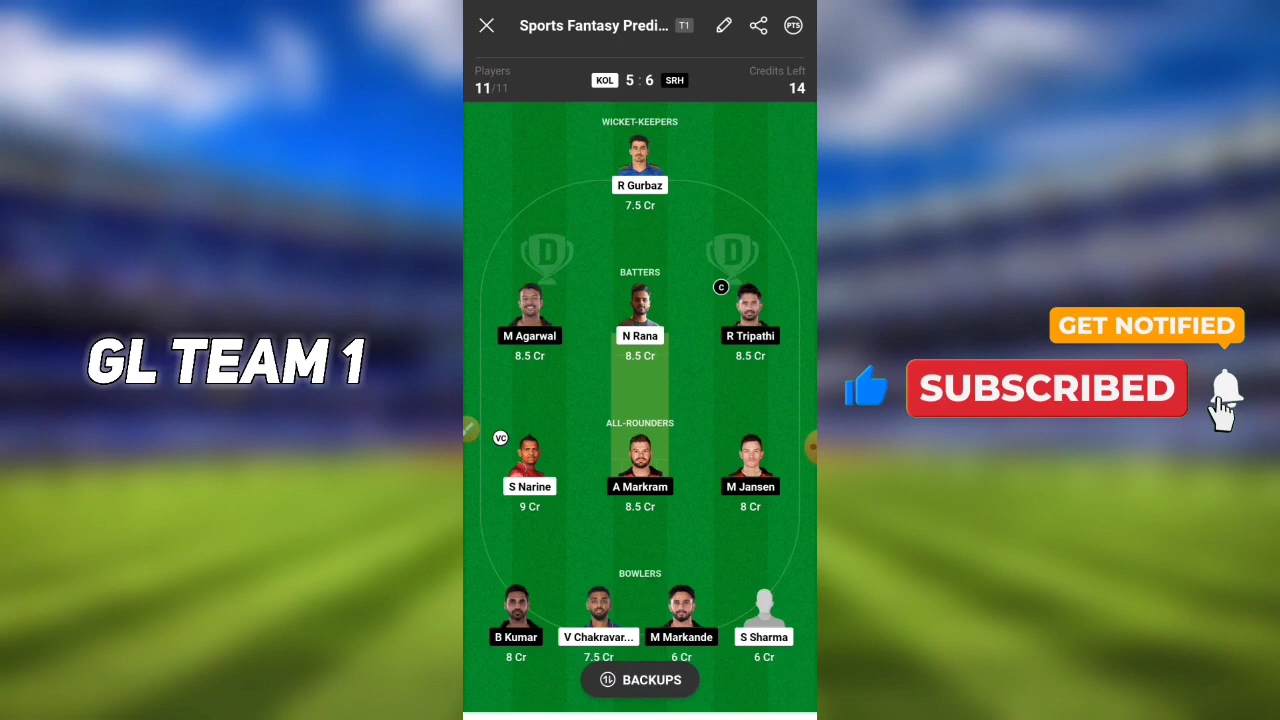 Sports Fantasy Predi... T1 PTS
Players
11/11
KOL 5 : 6 SRH
Credits Left
14
WICKET-KEEPERS
R Gurbaz
7.5 Cr
D D
BATTERS
C
M Agarwal N Rana R Tripathi
8.5 Cr 8.5 Cr 8.5 Cr
GL TEAM 1
GET NOTIFIED
SUBSCRIBED
ALL-ROUNDERS
VC
S Narine A Markram M Jansen
9 Cr 8.5 Cr 8 Cr
BOWLERS
B Kumar V Chakravar... M Markande S Sharma
8 Cr 7.5 Cr 6 Cr 6 Cr
BACKUPS